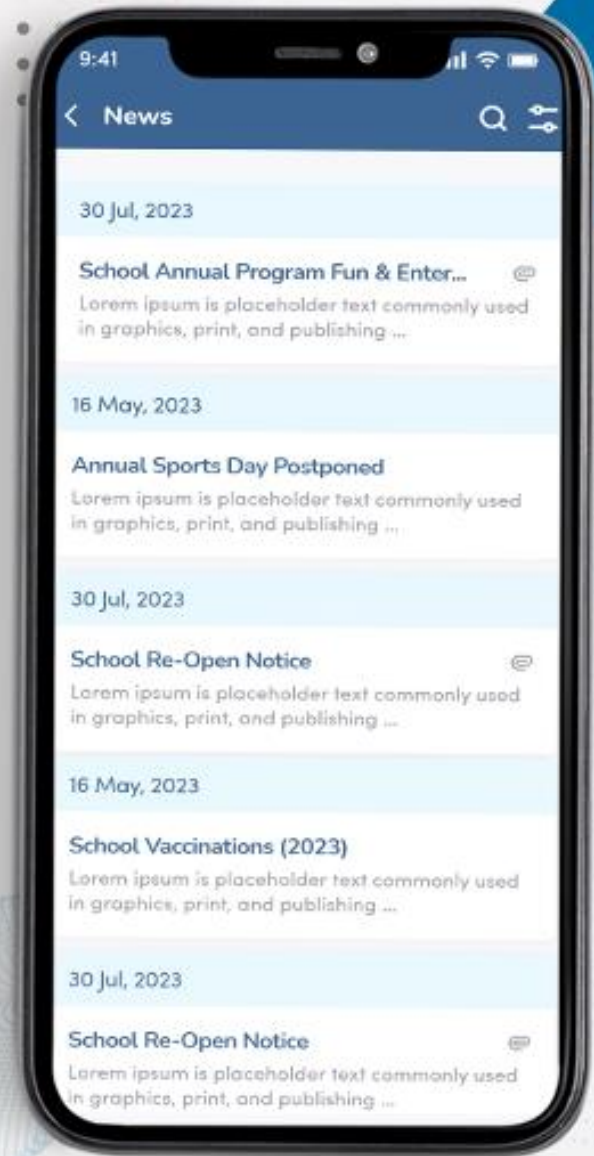 9:41
News
30 Jul, 2023
School Annual Program Fun & Enter...
Lorem ipsum is placeholder text commonly used
in graphics, print, and publishing ...
16 May, 2023
Annual Sports Day Postponed
Lorem ipsum is placeholder text commonly used
in graphics, print, and publishing ...
30 Jul, 2023
School Re-Open Notice
Lorem ipsum is placeholder text commonly used
in graphics, print, and publishing ...
16 May, 2023
School Vaccinations (2023)
Lorem ipsum is placeholder text commonly used
in graphics, print, and publishing ...
30 Jul, 2023
School Re-Open Notice
Lorem ipsum is placeholder text commonly used
in graphics, print, and publishing ...